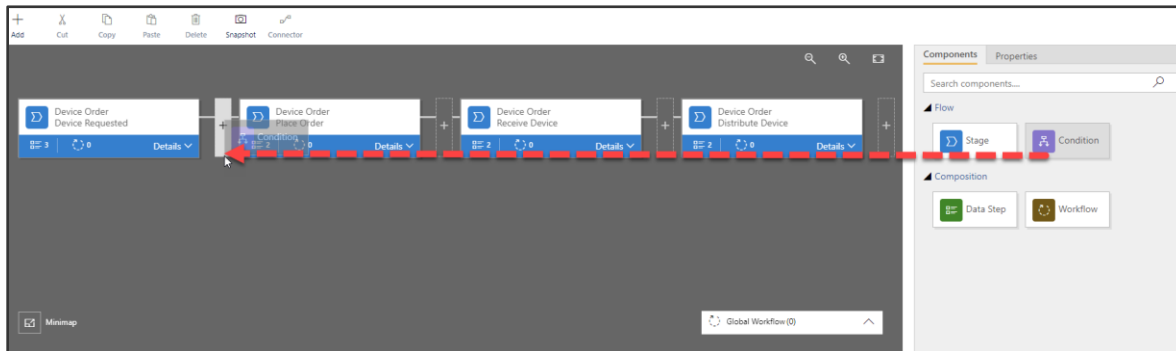 Add
Cut
Copy
Paste
Delete
Snapshot
Connector
Components
Properties
Search components....
Flow
Stage
Condition
Composition
Data Step
Workflow
Device Order
Device Requested
3
0
Details
Device Order
Place Order
Condition
2
0
Details
Device Order
Receive Device
2
0
Details
Device Order
Distribute Device
2
0
Details
Minimap
Global Workflow (0)